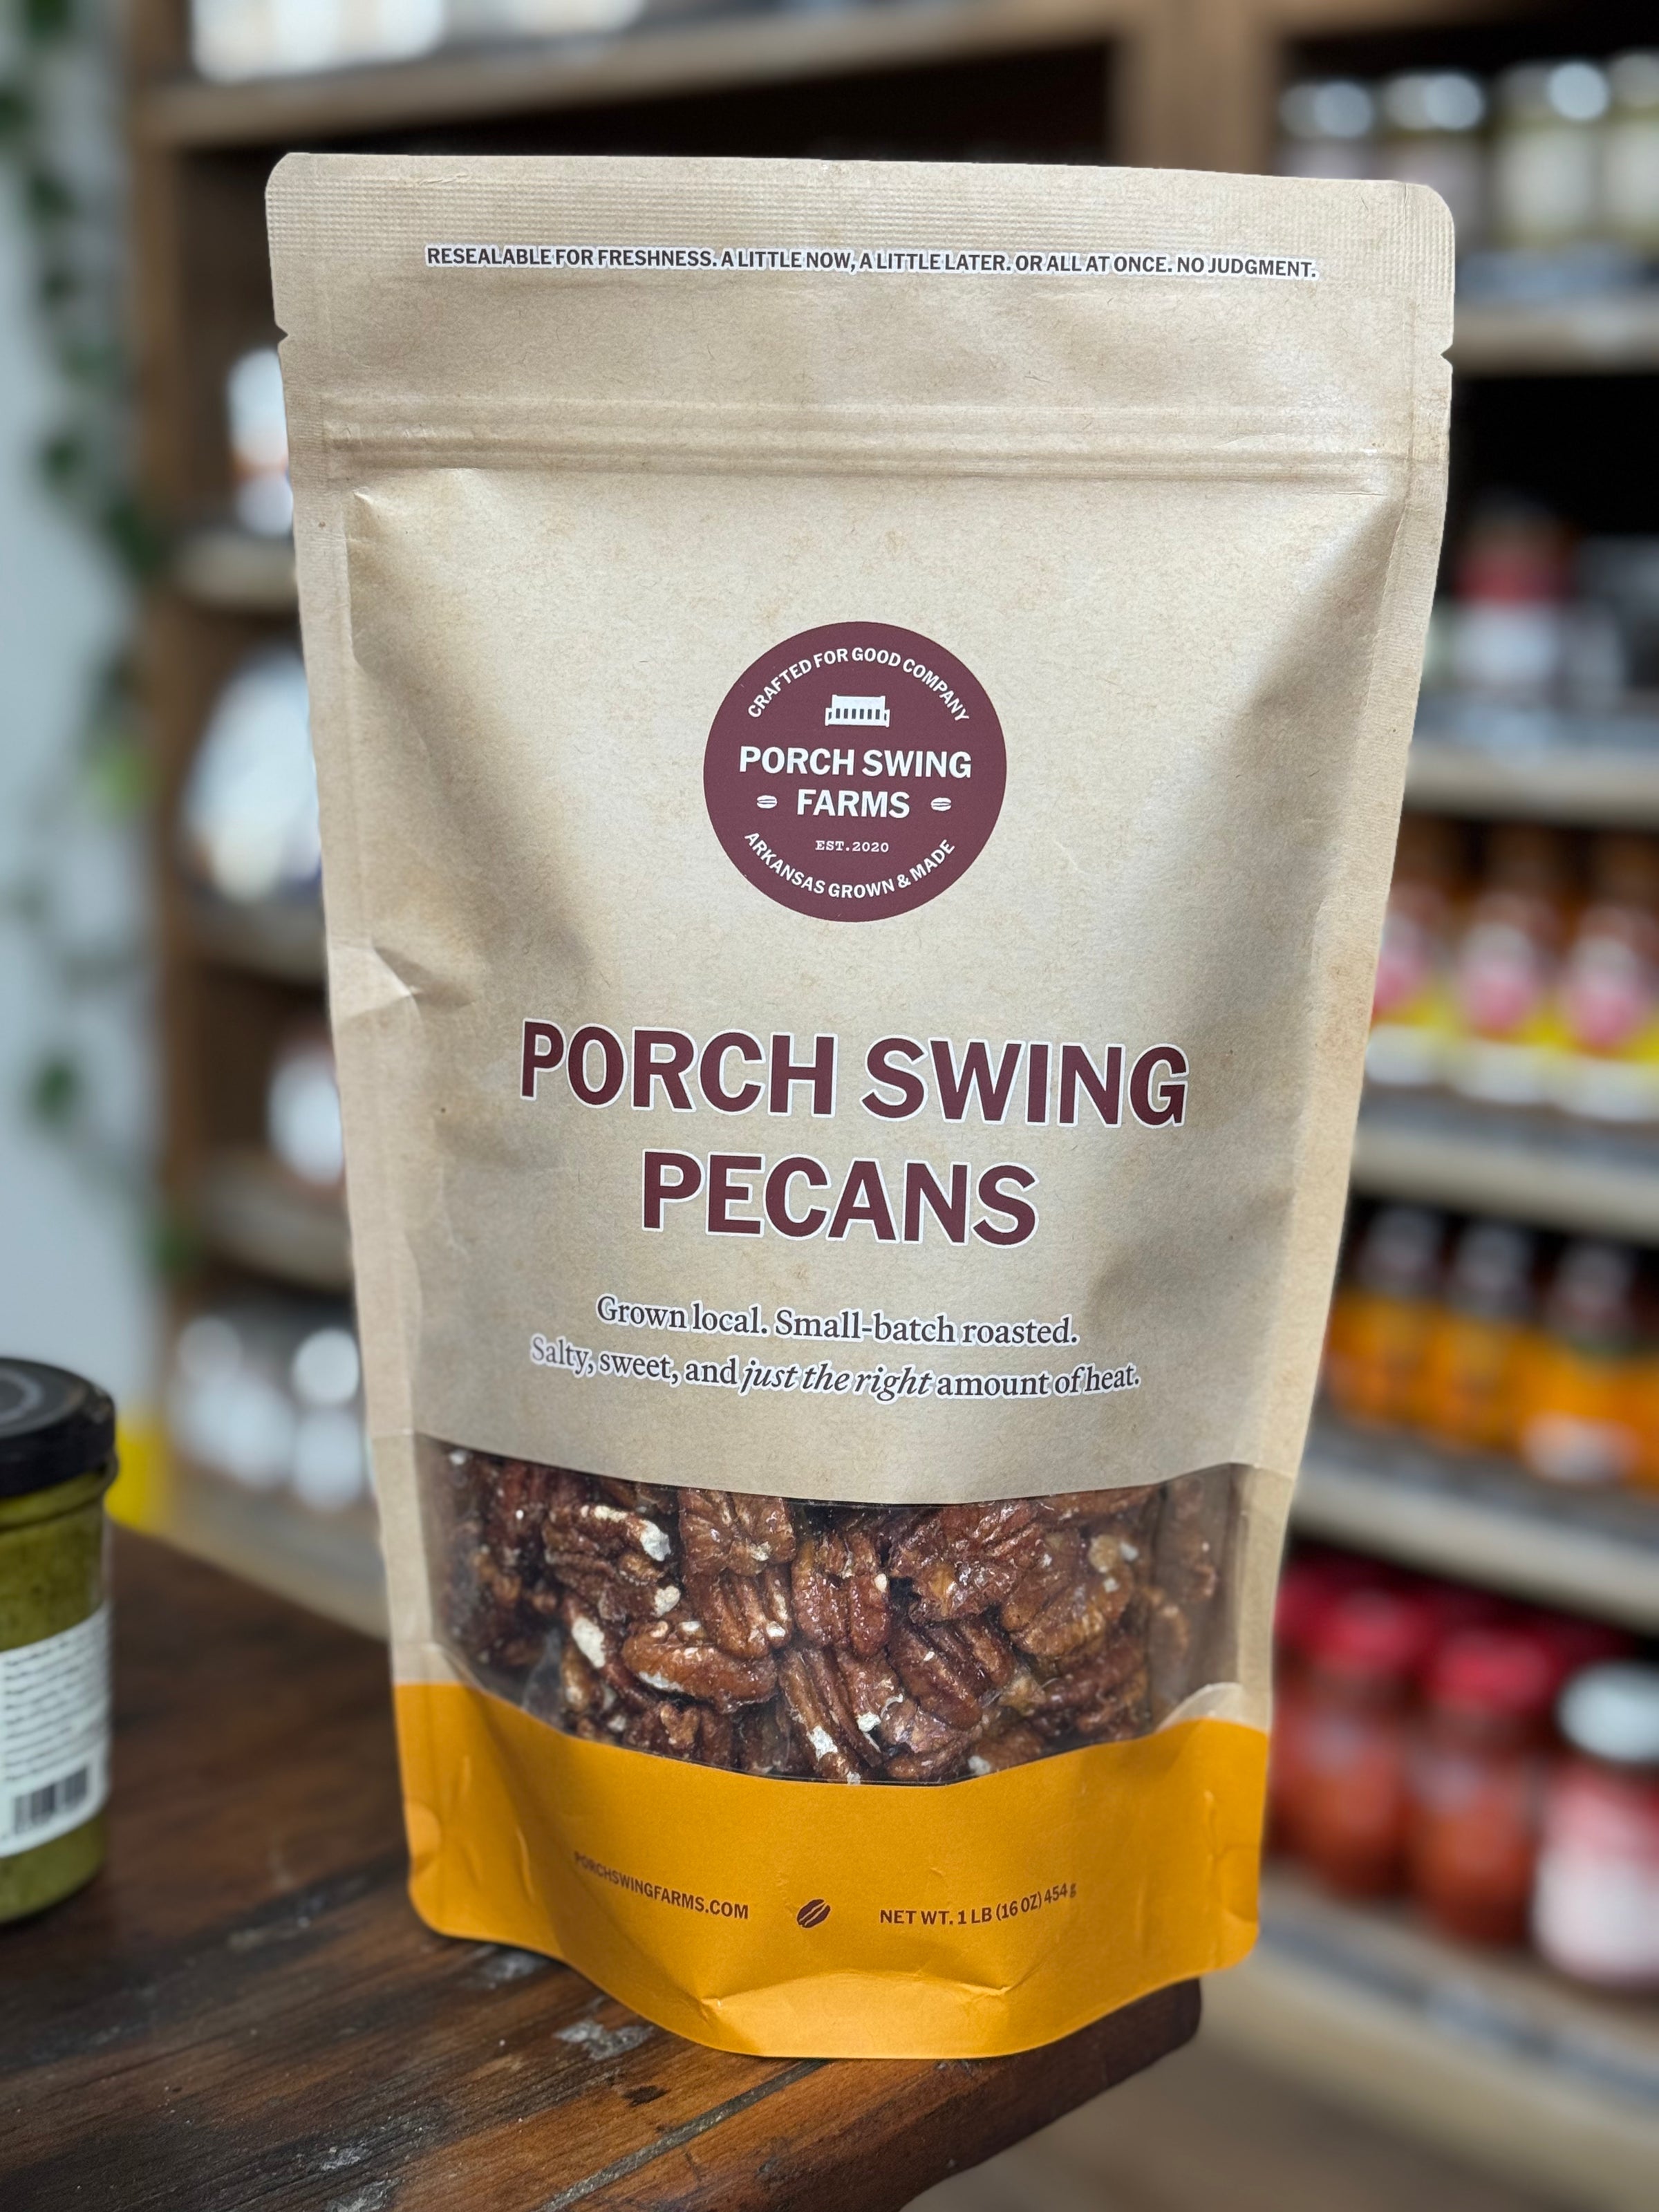 RESEALABLE FOR FRESHNESS. A LITTLE NOW, A LITTLE LATER. OR ALL AT ONCE. NO JUDGMENT.
CRAFTED FOR GOOD COMPANY
PORCH SWING
FARMS
EST. 2020
ARKANSAS GROWN & MADE
PORCH SWING
PECANS
Grown local. Small-batch roasted.
Salty, sweet, and just the right amount of heat.
PORCHSWINGFARMS.COM
NET WT. 1 LB (16 OZ) 454 g